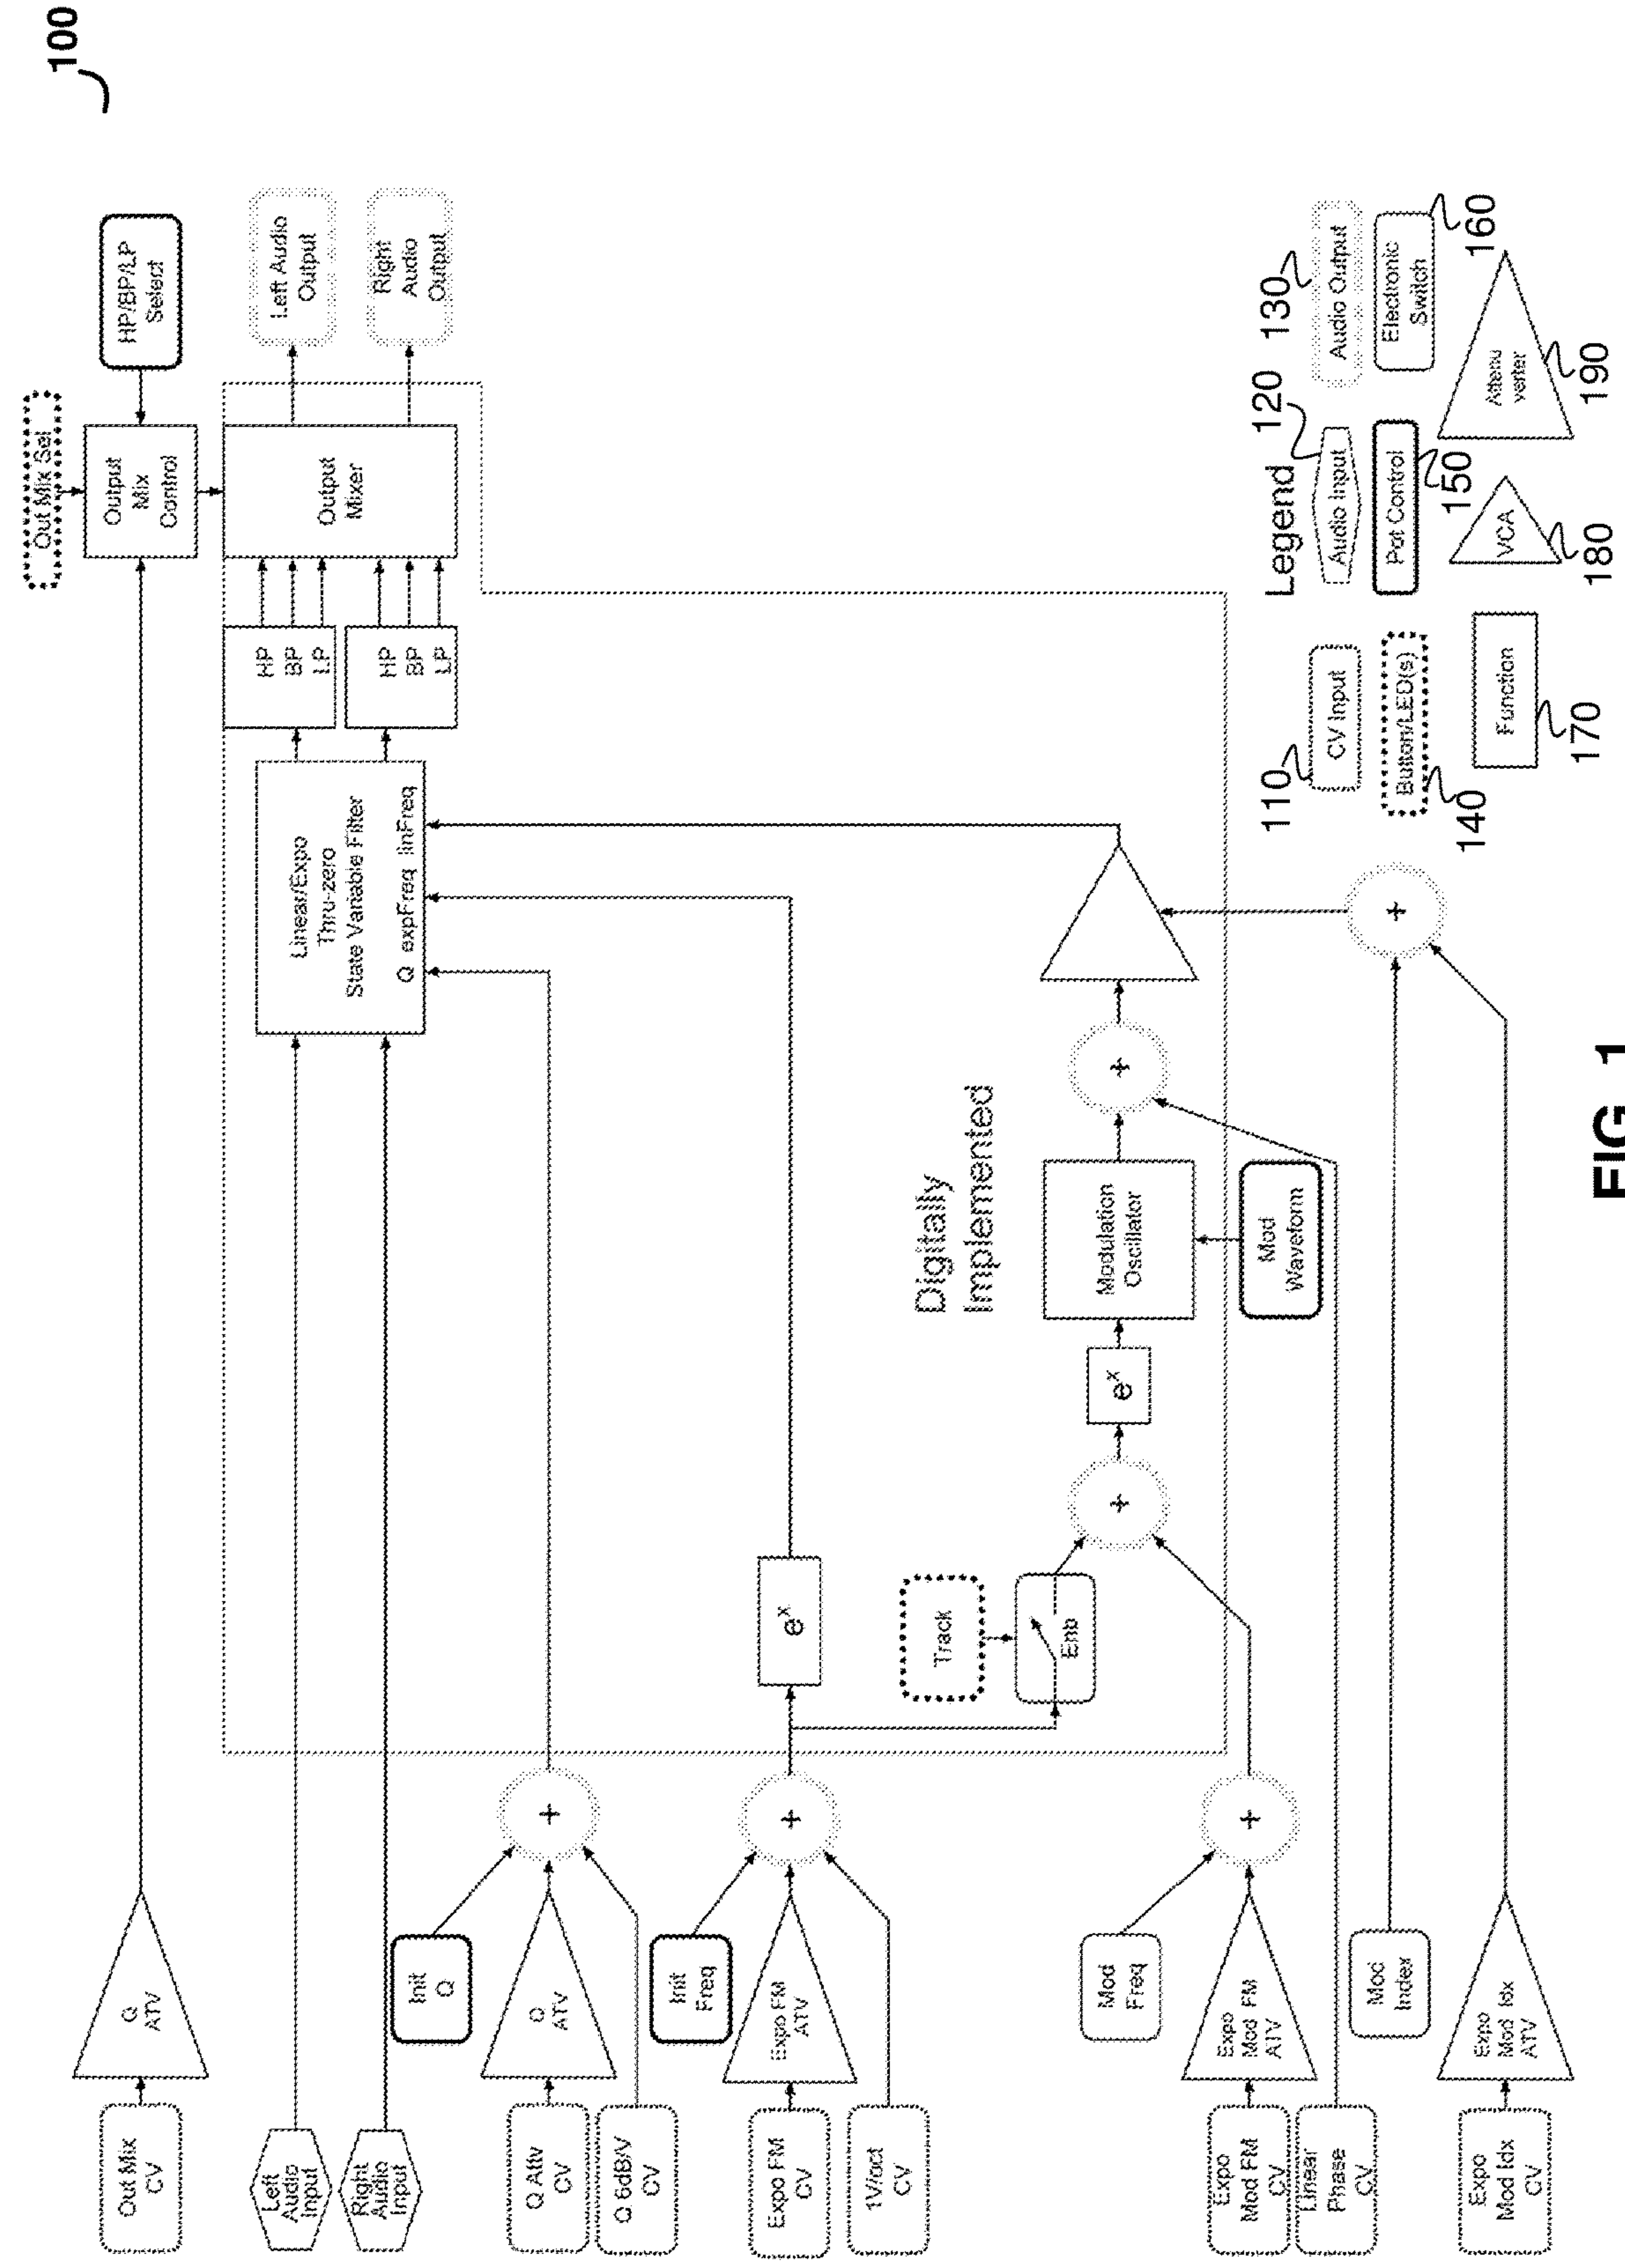 100
Out Mix Sel
HP/BP/LP
Select
Output
Mix
Control
Q
ATV
Out Mix
CV
Left
Audio
Input
Right
Audio
Input
Linear/Expo
Thru-zero
State Variable Filter
Q expFreq linFreq
HP
BP
LP
HP
BP
LP
Output
Mixer
Left Audio
Output
Right
Audio
Output
Init
Q
Q Attv
CV
Q
ATV
Q 6dB/V
CV
+
Init
Freq
Expo FM
CV
Expo FM
ATV
1V/oct
CV
+
e^x
Track
Enb
+
e^x
Digitally
Implemented
Modulation
Oscillator
Mod
Waveform
+
Mod
Freq
Expo
Mod FM
CV
Expo
Mod FM
ATV
+
Linear
Phase
CV
Mod
Index
Expo
Mod Idx
CV
Expo
Mod Idx
ATV
+
Legend
110
CV Input
120
Audio Input
130
Audio Output
Button/LED(s)
140
Pot Control
150
Electronic
Switch
160
Function
170
VCA
180
Attenu
verter
190
FIG. 1